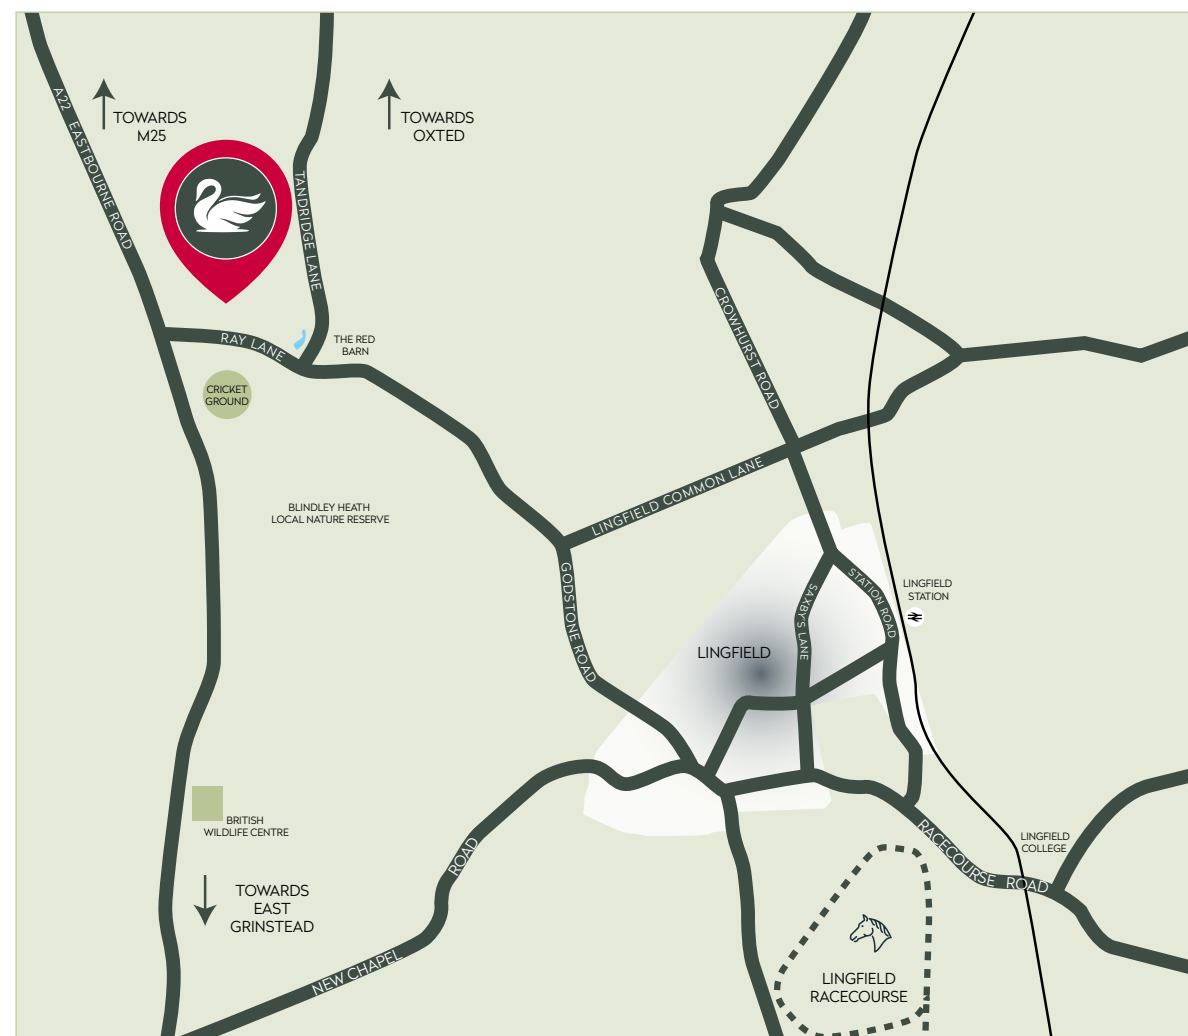 TOWARDS
M25
TOWARDS
OXTED
A22 EASTBOURNE ROAD
TANDRIDGE LANE
RAY LANE
THE RED
BARN
CROWHURST ROAD
CRICKET
GROUND
LINGFIELD COMMON LANE
BLINDLEY HEATH
LOCAL NATURE RESERVE
GODSTONE ROAD
STATION ROAD
SAXBY'S LANE
LINGFIELD
STATION
LINGFIELD
BRITISH
WILDLIFE CENTRE
RACECOURSE ROAD
LINGFIELD
COLLEGE
TOWARDS
EAST
GRINSTEAD
NEW CHAPEL ROAD
LINGFIELD
RACECOURSE